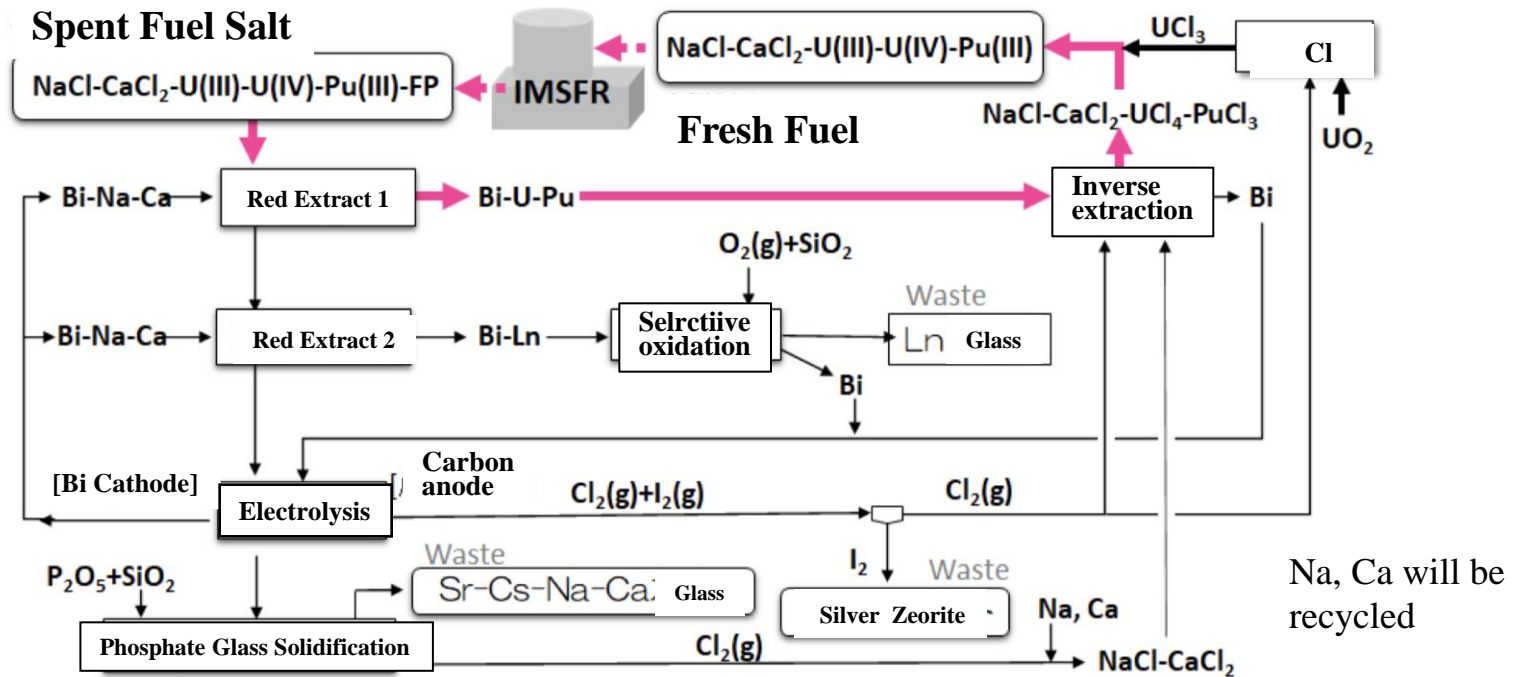 Spent Fuel Salt
NaCl-CaCl₂-U(III)-U(IV)-Pu(III)-FP
IMSFR
NaCl-CaCl₂-U(III)-U(IV)-Pu(III)
Fresh Fuel
UCl₃
Cl
NaCl-CaCl₂-UCl₄-PuCl₃
UO₂
Bi-Na-Ca
Red Extract 1
Bi-U-Pu
Inverse
extraction
Bi
O₂(g)+SiO₂
Bi-Na-Ca
Red Extract 2
Bi-Ln
Selrctiive
oxidation
Waste
Ln Glass
Bi
[Bi Cathode]
Electrolysis
Carbon
anode
Cl₂(g)+I₂(g)
Cl₂(g)
I₂
Waste
Silver Zeorite
P₂O₅+SiO₂
Waste
Sr-Cs-Na-Ca Glass
Phosphate Glass Solidification
Cl₂(g)
Na, Ca
NaCl-CaCl₂
Na, Ca will be
recycled